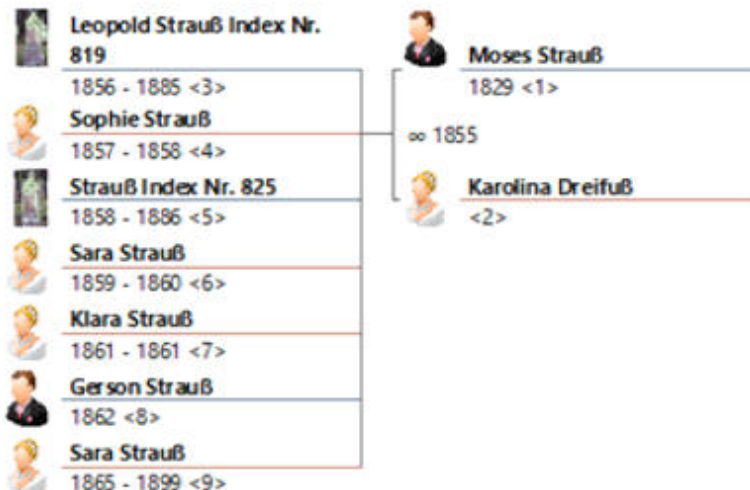 Leopold Strauß Index Nr.
819
1856 - 1885 <3>
Sophie Strauß
1857 - 1858 <4>
Strauß Index Nr. 825
1858 - 1886 <5>
Sara Strauß
1859 - 1860 <6>
Klara Strauß
1861 - 1861 <7>
Gerson Strauß
1862 <8>
Sara Strauß
1865 - 1899 <9>
Moses Strauß
1829 <1>
∞ 1855
Karolina Dreifuß
<2>